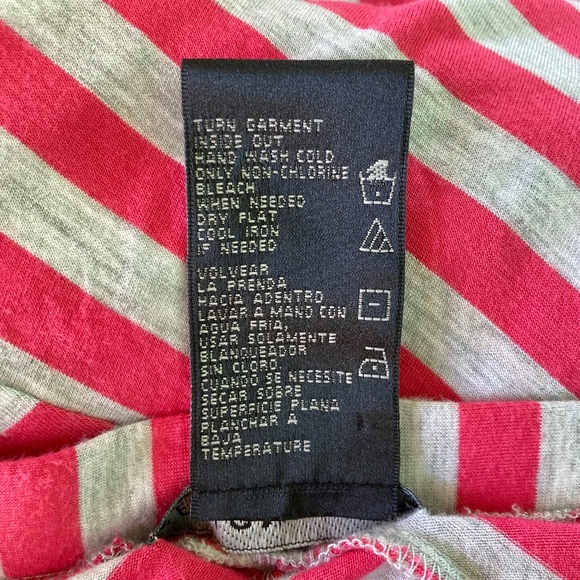 TURN GARMENT
INSIDE OUT
HAND WASH COLD
ONLY NON-CHLORINE
BLEACH
WHEN NEEDED
DRY FLAT
COOL IRON
IF NEEDED
VOLVEAR
LA PRENDA
HACIA ADENTRO
LAVAR A MANO CON
AGUA FRIA,
USAR SOLAMENTE
BLANQUEADOR
SIN CLORO
CUANDO SE NECESITE
SECAR SOBRE
SUPERFICIE PLANA
PLANCHAR A
BAJA
TEMPERATURE